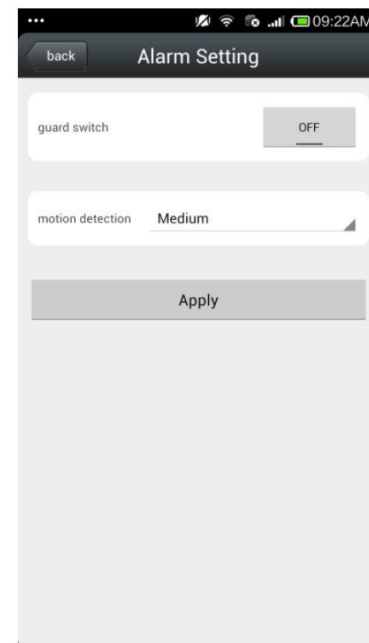 ... 09:22AM
back Alarm Setting
guard switch OFF
motion detection Medium
Apply